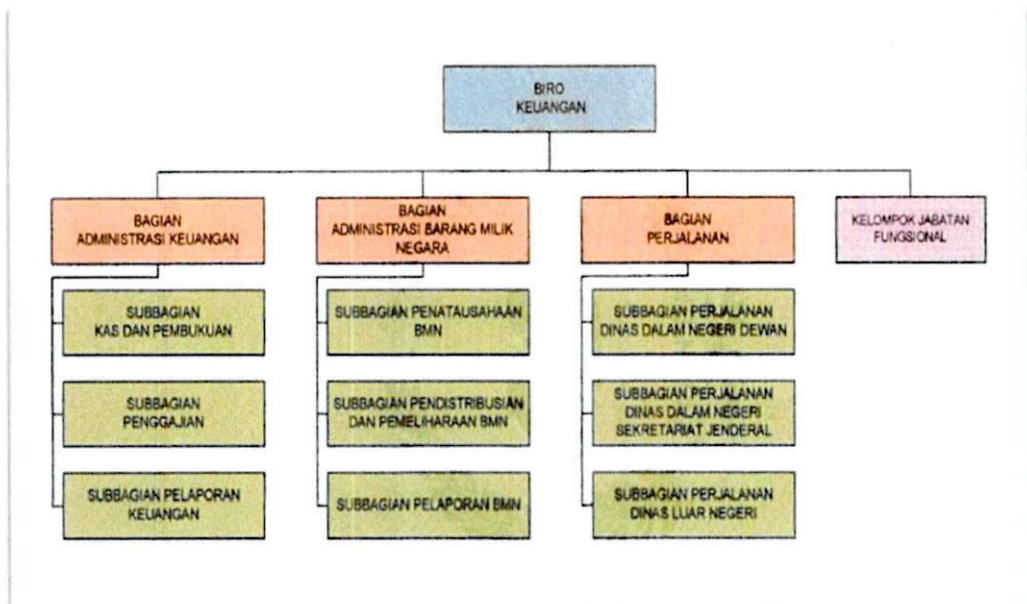 BIRO
KEUANGAN
BAGIAN
ADMINISTRASI KEUANGAN
BAGIAN
ADMINISTRASI BARANG MILIK
NEGARA
BAGIAN
PERJALANAN
KELOMPOK JABATAN
FUNGSIONAL
SUBBAGIAN
KAS DAN PEMBUKUAN
SUBBAGIAN
PENGGAJIAN
SUBBAGIAN PELAPORAN
KEUANGAN
SUBBAGIAN PENATAUSAHAAN
BMN
SUBBAGIAN PENDISTRIBUSIAN
DAN PEMELIHARAAN BMN
SUBBAGIAN PELAPORAN BMN
SUBBAGIAN PERJALANAN
DINAS DALAM NEGERI DEWAN
SUBBAGIAN PERJALANAN
DINAS DALAM NEGERI
SEKRETARIAT JENDERAL
SUBBAGIAN PERJALANAN
DINAS LUAR NEGERI